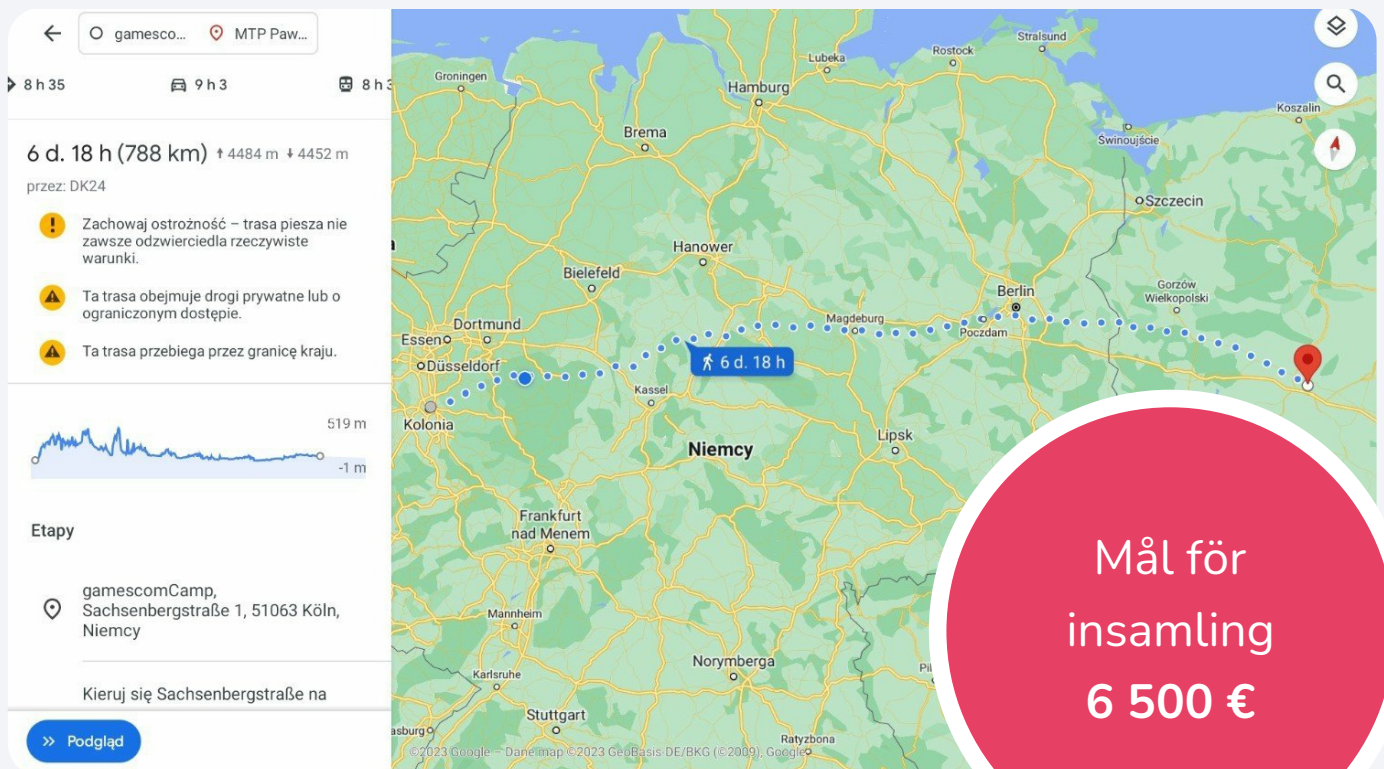 gamesco... MTP Paw...
8 h 35 9 h 3 8 h
6 d. 18 h (788 km) 4484 m 4452 m
przez: DK24
Zachowaj ostrożność – trasa piesza nie
zawsze odzwierciedla rzeczywiste
warunki.
Ta trasa obejmuje drogi prywatne lub o
ograniczonym dostępie.
Ta trasa przebiega przez granicę kraju.
519 m
-1 m
Etapy
gamescomCamp,
Sachsenbergstraße 1, 51063 Köln,
Niemcy
Kieruj się Sachsenbergstraße na
Podgląd
Stralsund
Rostock
Lubeka
Groningen
Hamburg
Koszalin
Brema
Świnoujście
Szczecin
Hanower
Bielefeld
Gorzów
Wielkopolski
Berlin
Magdeburg
Dortmund
Poczdam
Essen
6 d. 18 h
Düsseldorf
Kassel
Kolonia
Lipsk
Niemcy
Frankfurt
nad Menem
Mannheim
Norymberga
Karlsruhe
Stuttgart
asburg
Ratyzbona
©2023 Google – Dane map ©2023 GeoBasis-DE/BKG (©2009), Google
Mål för
insamling
6 500 €